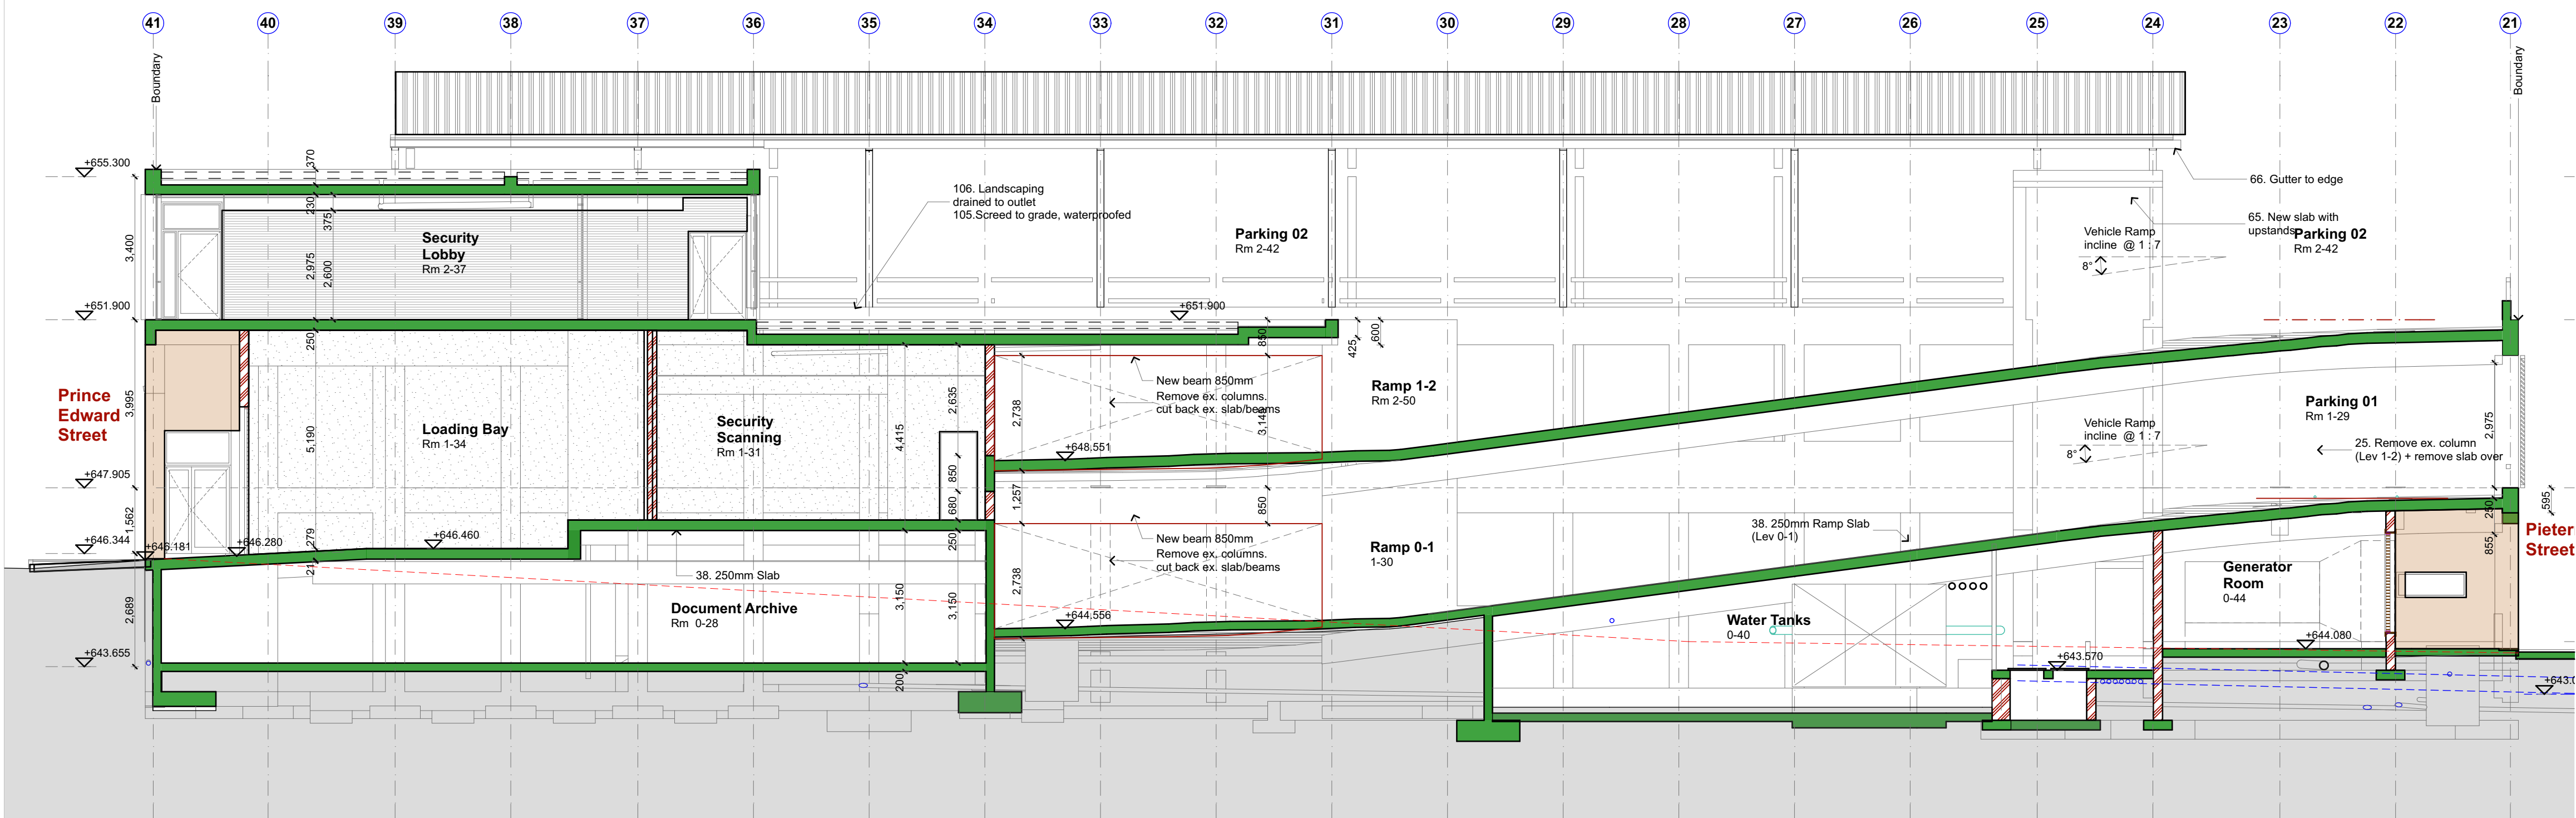 41 40 39 38 37 36 35 34 33 32 31 30 29 28 27 26 25 24 23 22 21
Boundary
Boundary
+655.300
370
106. Landscaping
drained to outlet
105.Screed to grade, waterproofed
66. Gutter to edge
65. New slab with
upstands
230
375
3,400
2,975
2,600
Security
Lobby
Rm 2-37
Parking 02
Rm 2-42
Vehicle Ramp
incline @ 1 : 7
8°
Parking 02
Rm 2-42
+651.900
+651.900
250
850
425
600
Prince
Edward
Street
3,995
5,190
Loading Bay
Rm 1-34
Security
Scanning
Rm 1-31
4,415
2,635
2,738
New beam 850mm
Remove ex. columns.
cut back ex. slab/beams
Ramp 1-2
Rm 2-50
Parking 01
Rm 1-29
Vehicle Ramp
incline @ 1 : 7
8°
25. Remove ex. column
(Lev 1-2) + remove slab over
2,975
+648,551
850
+647.905
1,562
680
1,257
850
250
595
+646.344
+646.181
+646.280
279
+646.460
250
38. 250mm Slab
New beam 850mm
Remove ex. columns.
cut back ex. slab/beams
Ramp 0-1
1-30
38. 250mm Ramp Slab
(Lev 0-1)
855
Pieter
Street
2,689
Document Archive
Rm 0-28
3,150
3,150
2,738
+644,556
Water Tanks
0-40
Generator
Room
0-44
+644.080
+643.655
200
+643.570